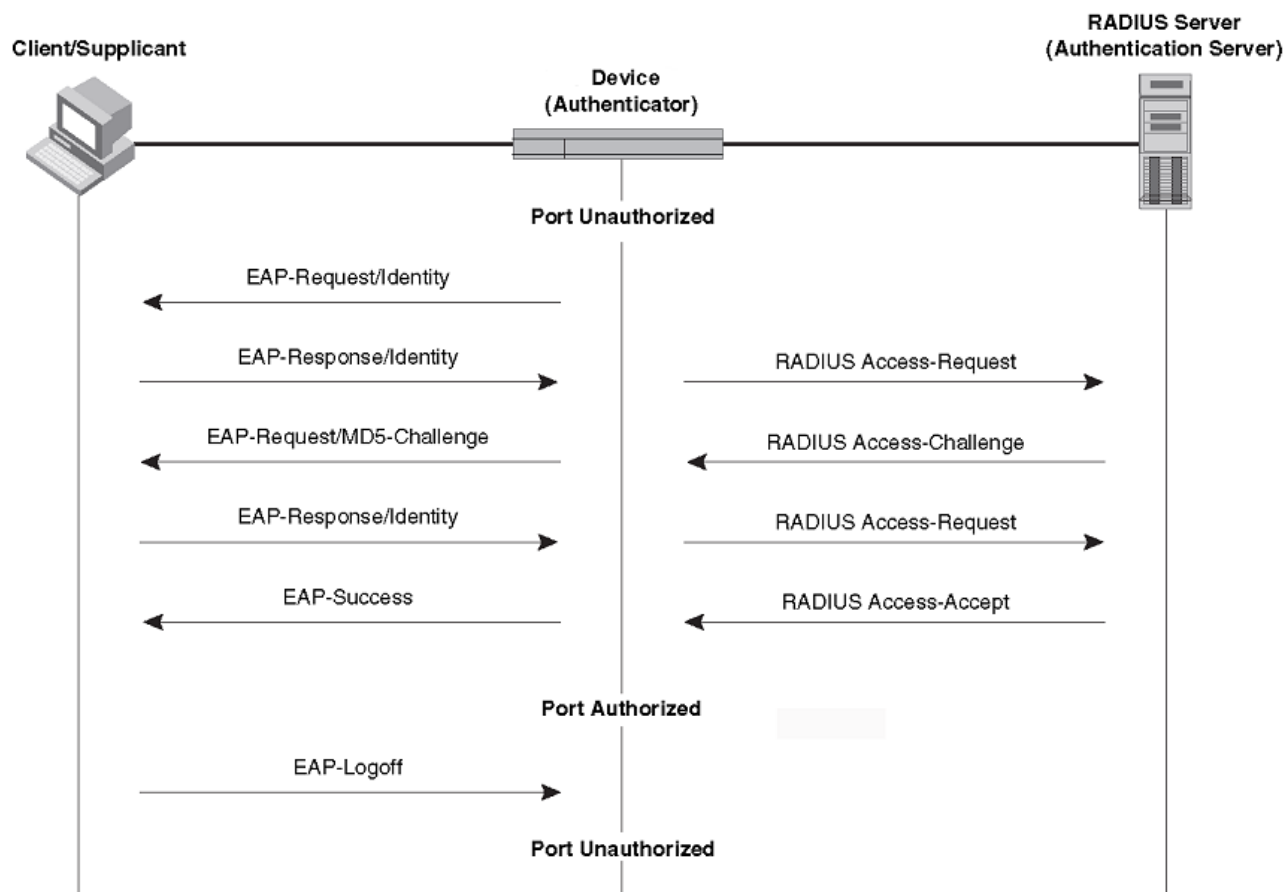 RADIUS Server
(Authentication Server)
Client/Supplicant
Device
(Authenticator)
Port Unauthorized
EAP-Request/Identity
EAP-Response/Identity
RADIUS Access-Request
EAP-Request/MD5-Challenge
RADIUS Access-Challenge
EAP-Response/Identity
RADIUS Access-Request
EAP-Success
RADIUS Access-Accept
Port Authorized
EAP-Logoff
Port Unauthorized